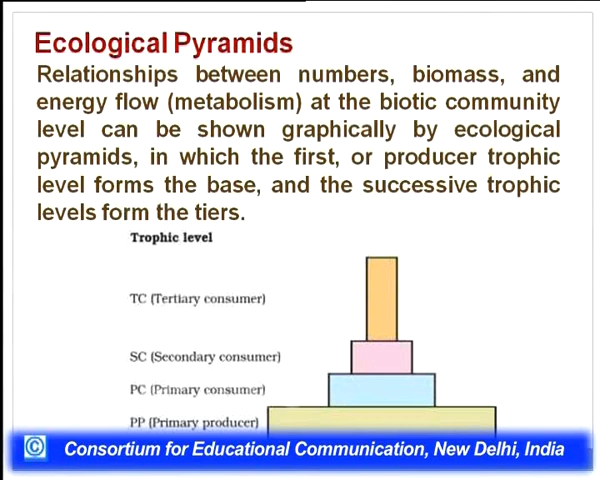 Ecological Pyramids
Relationships between numbers, biomass, and
energy flow (metabolism) at the biotic community
level can be shown graphically by ecological
pyramids, in which the first, or producer trophic
level forms the base, and the successive trophic
levels form the tiers.
Trophic level
TC (Tertiary consumer)
SC (Secondary consumer)
PC (Primary consumer)
PP (Primary producer)
© Consortium for Educational Communication, New Delhi, India